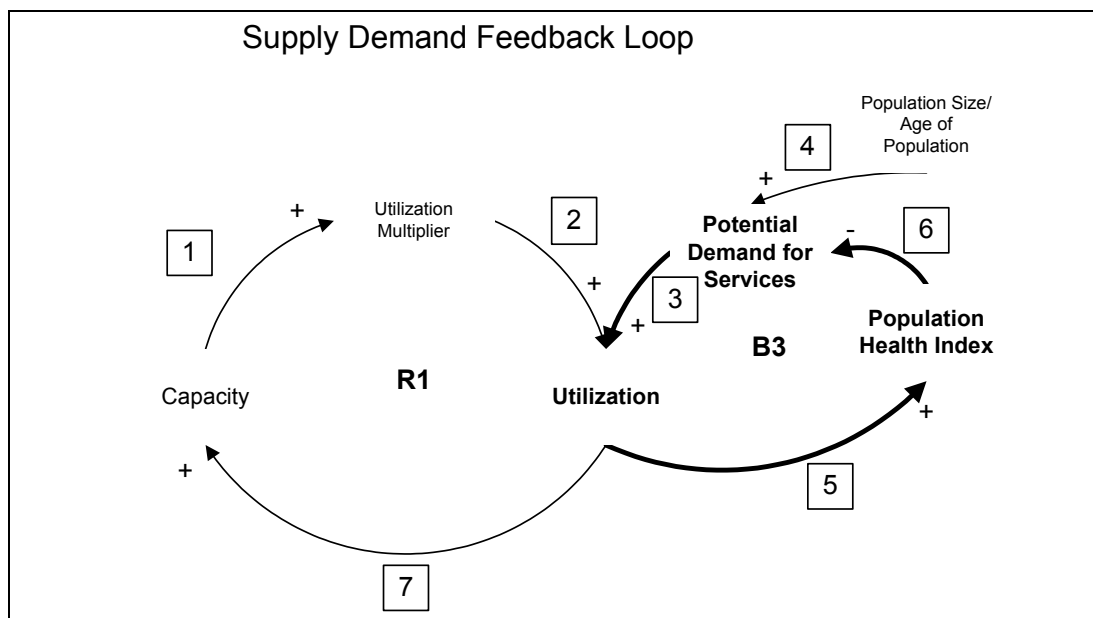 Supply Demand Feedback Loop
Population Size/
Age of
Population
4
+
+
Utilization
Multiplier
2
1
Potential
Demand for
Services
-
6
+
3
+
Population
Health Index
B3
R1
Capacity
Utilization
+
+
5
7